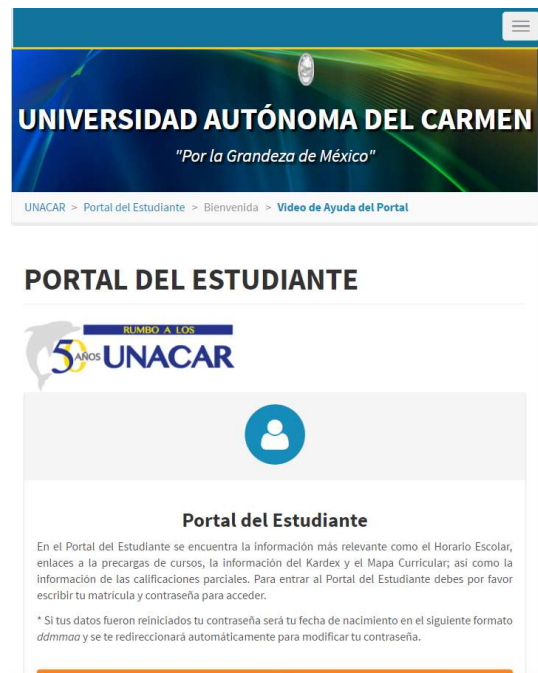 UNIVERSIDAD AUTÓNOMA DEL CARMEN
"Por la Grandeza de México"
UNACAR > Portal del Estudiante > Bienvenida > Video de Ayuda del Portal
PORTAL DEL ESTUDIANTE
RUMBO A LOS
50 AÑOS UNACAR
Portal del Estudiante
En el Portal del Estudiante se encuentra la información más relevante como el Horario Escolar,
enlaces a la precargas de cursos, la información del Kardex y el Mapa Curricular; así como la
información de las calificaciones parciales. Para entrar al Portal del Estudiante debes por favor
escribir tu matrícula y contraseña para acceder.
* Si tus datos fueron reiniciados tu contraseña será tu fecha de nacimiento en el siguiente formato
ddmmaa y se te redireccionará automáticamente para modificar tu contraseña.